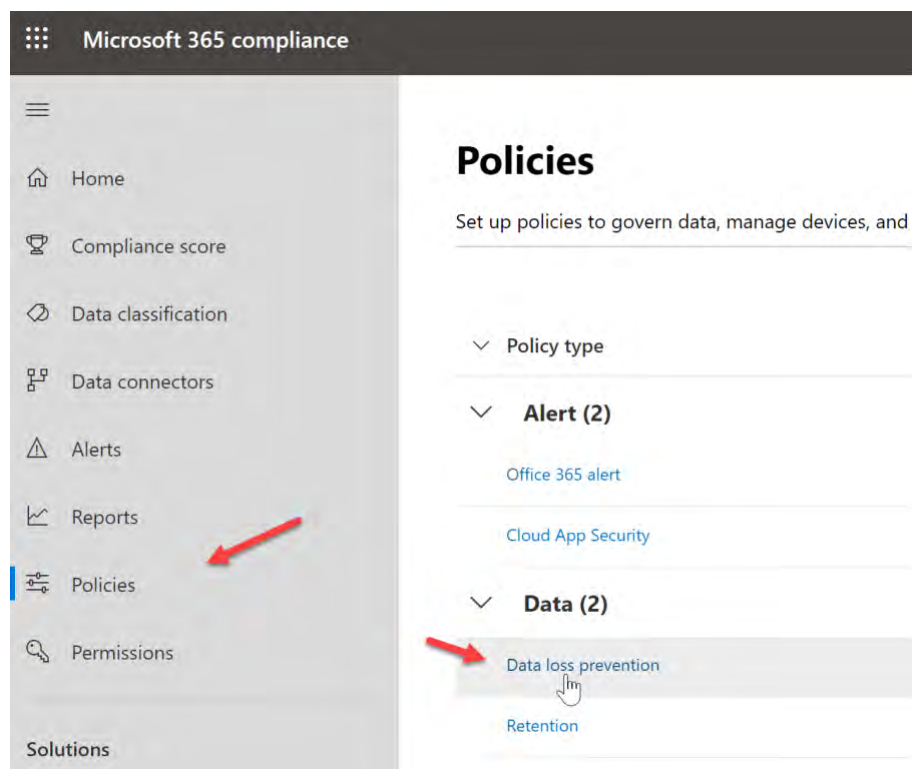 Microsoft 365 compliance
Home
Compliance score
Data classification
Data connectors
Alerts
Reports
Policies
Permissions
Solutions
Policies
Set up policies to govern data, manage devices, and
Policy type
Alert (2)
Office 365 alert
Cloud App Security
Data (2)
Data loss prevention
Retention